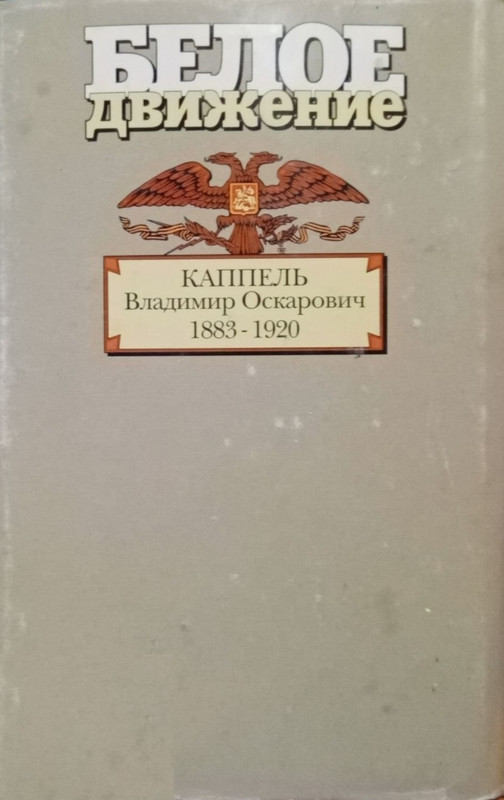 БЕЛОЕ
движение
КАППЕЛЬ
Владимир Оскарович
1883 - 1920